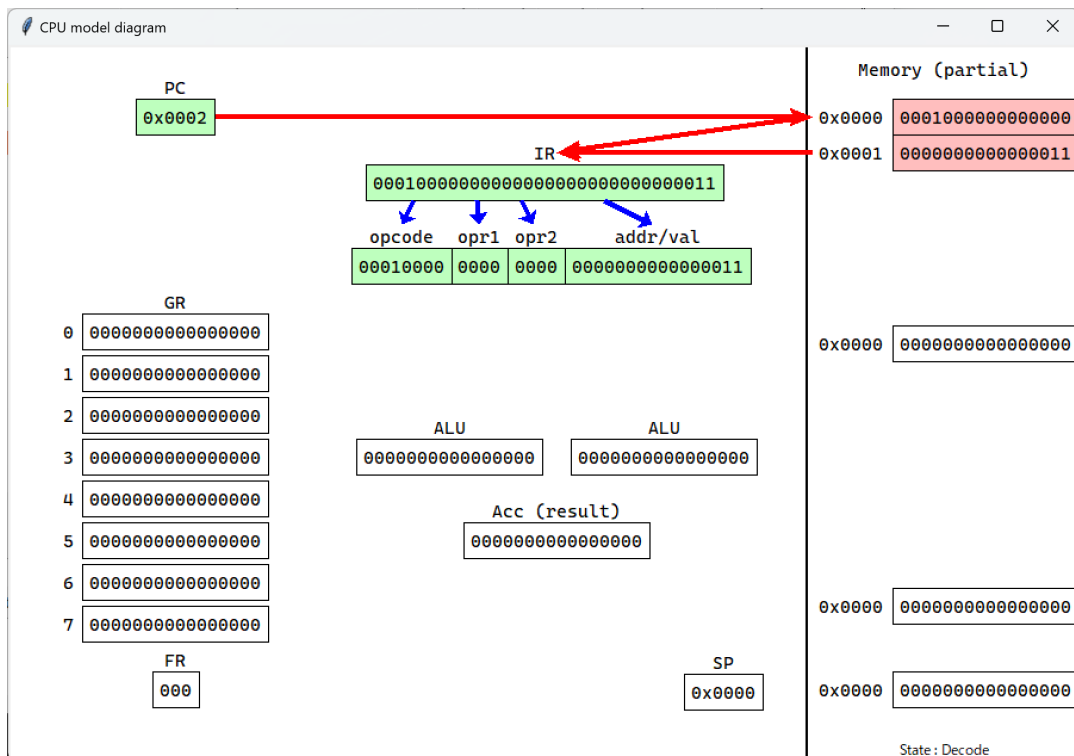 CPU model diagram
Memory (partial)
PC
0x0002
0x0000 0001000000000000
0x0001 0000000000000011
IR
00010000000000000000000000000011
opcode opr1 opr2 addr/val
00010000 0000 0000 0000000000000011
GR
0 0000000000000000
0x0000 0000000000000000
1 0000000000000000
2 0000000000000000
ALU ALU
3 0000000000000000
0000000000000000 0000000000000000
4 0000000000000000
Acc (result)
5 0000000000000000
0000000000000000
6 0000000000000000
0x0000 0000000000000000
7 0000000000000000
FR SP
000 0x0000 0x0000 0000000000000000
State : Decode